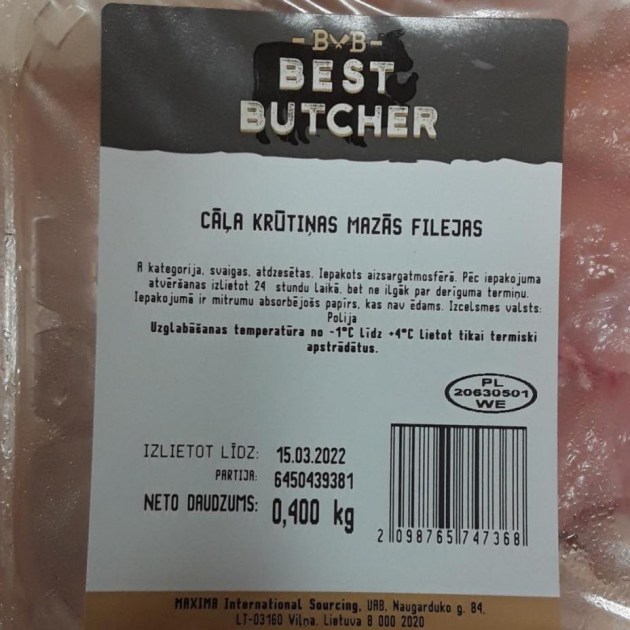 B B
BEST
BUTCHER
CĀĻA KRŪTIŅAS MAZĀS FILEJAS
A kategorija, svaigas, atdzesētas. Iepakots aizsargatmosfērā. Pēc iepakojuma
atvēršanas izlietot 24 stundu laikā, bet ne ilgāk par derīguma termiņu.
Iepakojumā ir mitrumu absorbējošs papīrs, kas nav ēdams. Izcelsmes valsts:
Polija
Uzglabāšanas temperatūra no -1°C līdz +4°C Lietot tikai termiski
apstrādātus.
PL
20630501
WE
IZLIETOT LĪDZ: 15.03.2022
PARTIJA: 6450439381
NETO DAUDZUMS: 0,400 kg
2 098765 747368
MAXIMA International Sourcing, UAB, Naugarduko g. 84,
LT-03160 Viļņa, Lietuva 8 000 2020